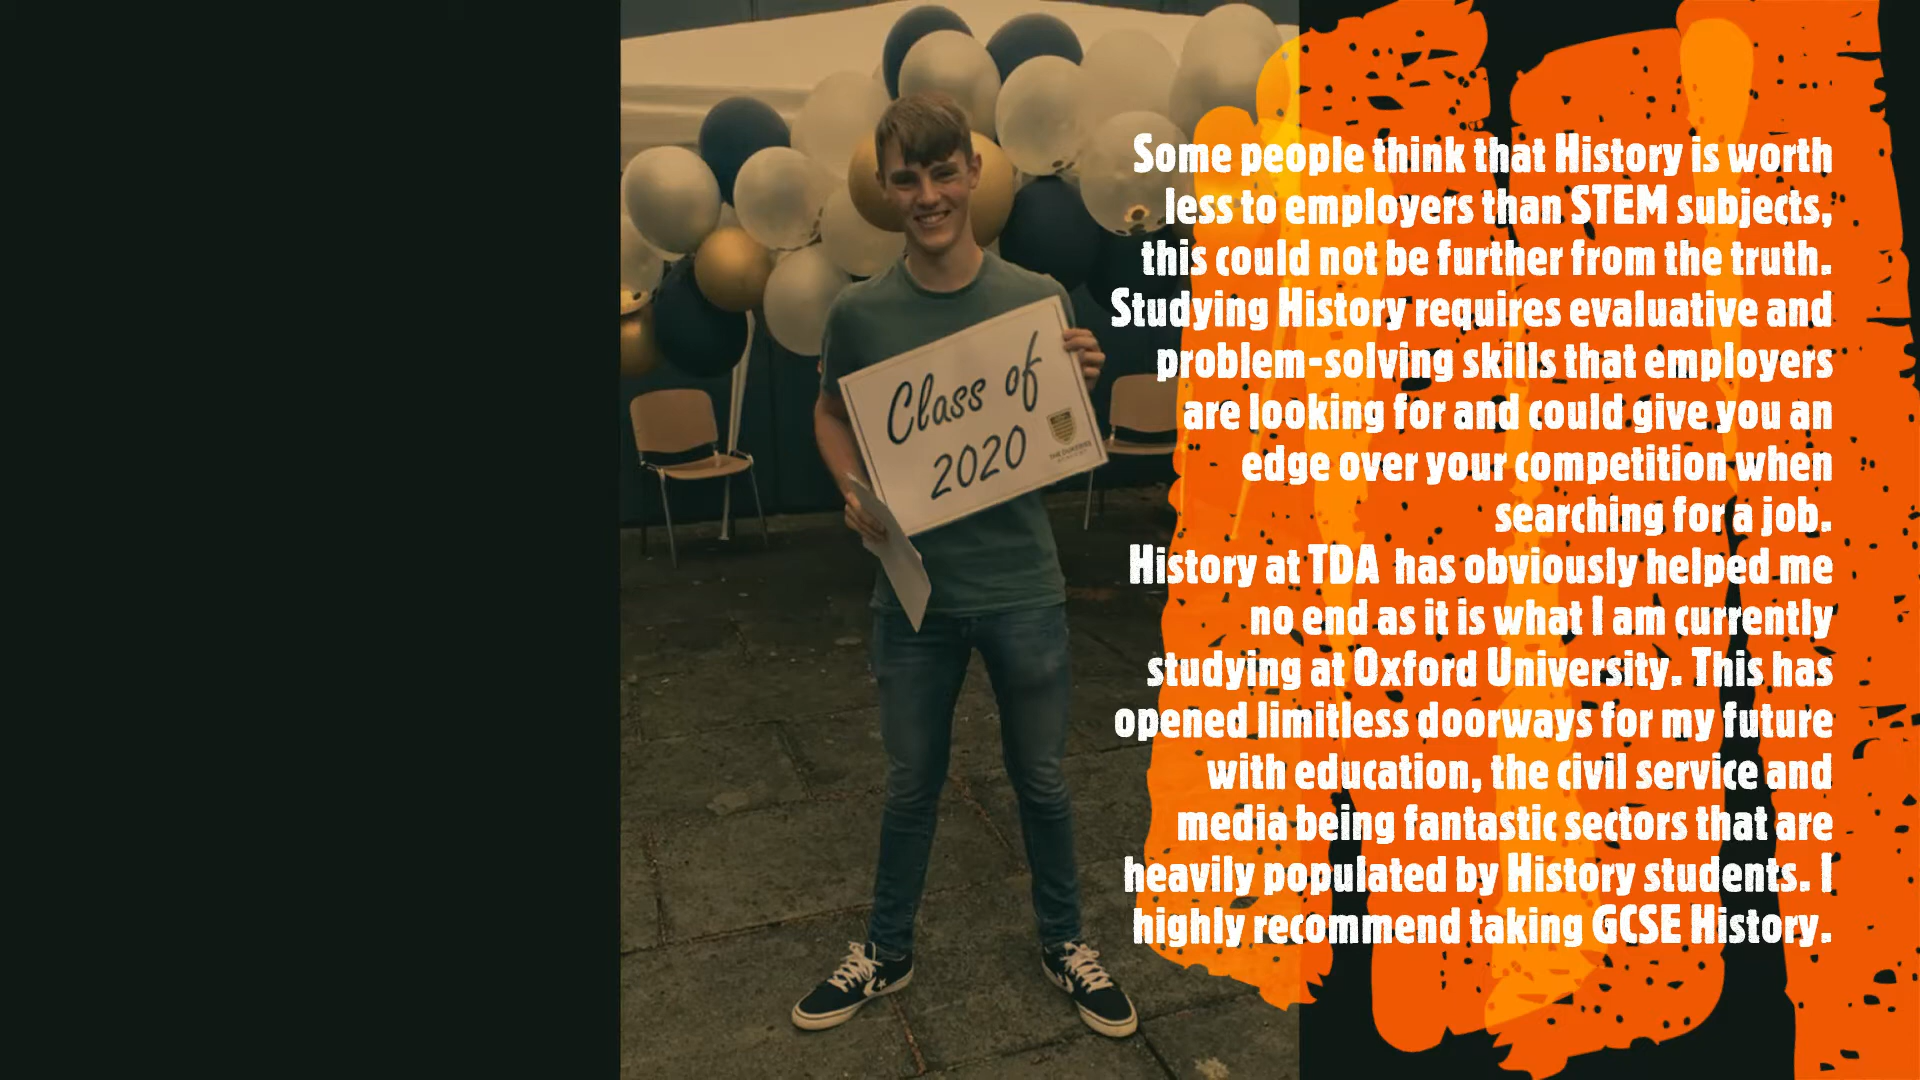 Class of
2020
Some people think that History is worth
less to employers than STEM subjects,
this could not be further from the truth.
Studying History requires evaluative and
problem-solving skills that employers
are looking for and could give you an
edge over your competition when
searching for a job.
History at TDA has obviously helped me
no end as it is what I am currently
studying at Oxford University. This has
opened limitless doorways for my future
with education, the civil service and
media being fantastic sectors that are
heavily populated by History students. I
highly recommend taking GCSE History.